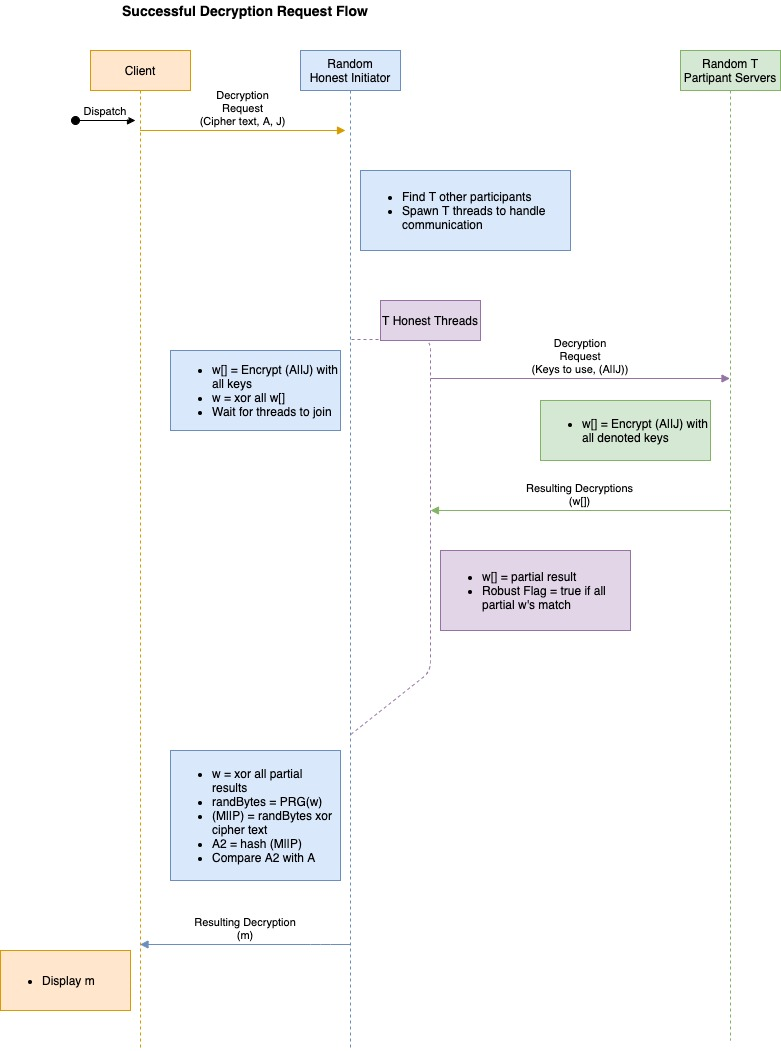 Successful Decryption Request Flow
Client
Random
Honest Initiator
Random T
Partipant Servers
Dispatch
Decryption
Request
(Cipher text, A, J)
• Find T other participants
• Spawn T threads to handle
communication
T Honest Threads
Decryption
Request
(Keys to use, (A||J))
• w[] = Encrypt (A||J) with
all keys
• w = xor all w[]
• Wait for threads to join
• w[] = Encrypt (A||J) with
all denoted keys
Resulting Decryptions
(w[])
• w[] = partial result
• Robust Flag = true if all
partial w's match
• w = xor all partial
results
• randBytes = PRG(w)
• (M||P) = randBytes xor
cipher text
• A2 = hash (M||P)
• Compare A2 with A
Resulting Decryption
(m)
• Display m